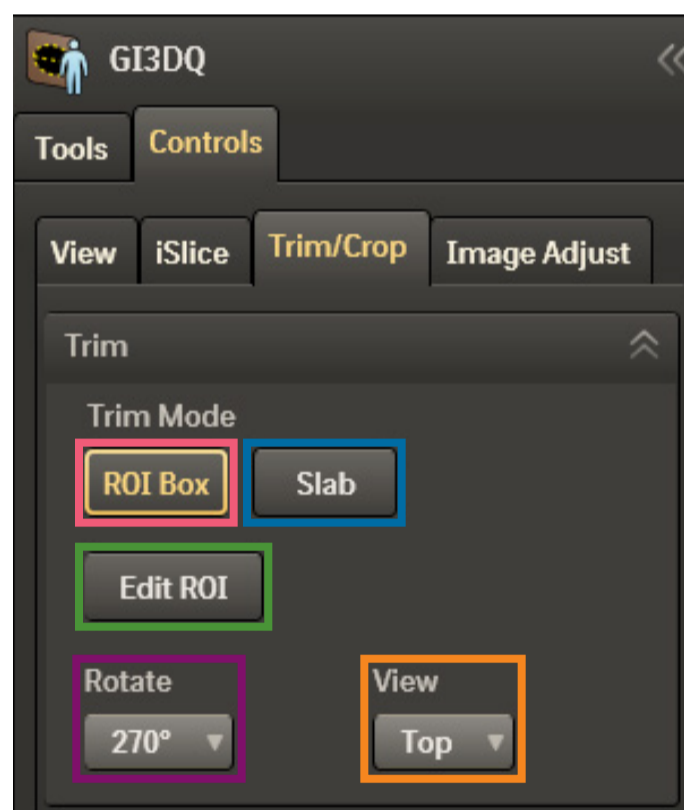 GI3DQ
Tools Controls
View iSlice Trim/Crop Image Adjust
Trim
Trim Mode
ROI Box Slab
Edit ROI
Rotate View
270° Top